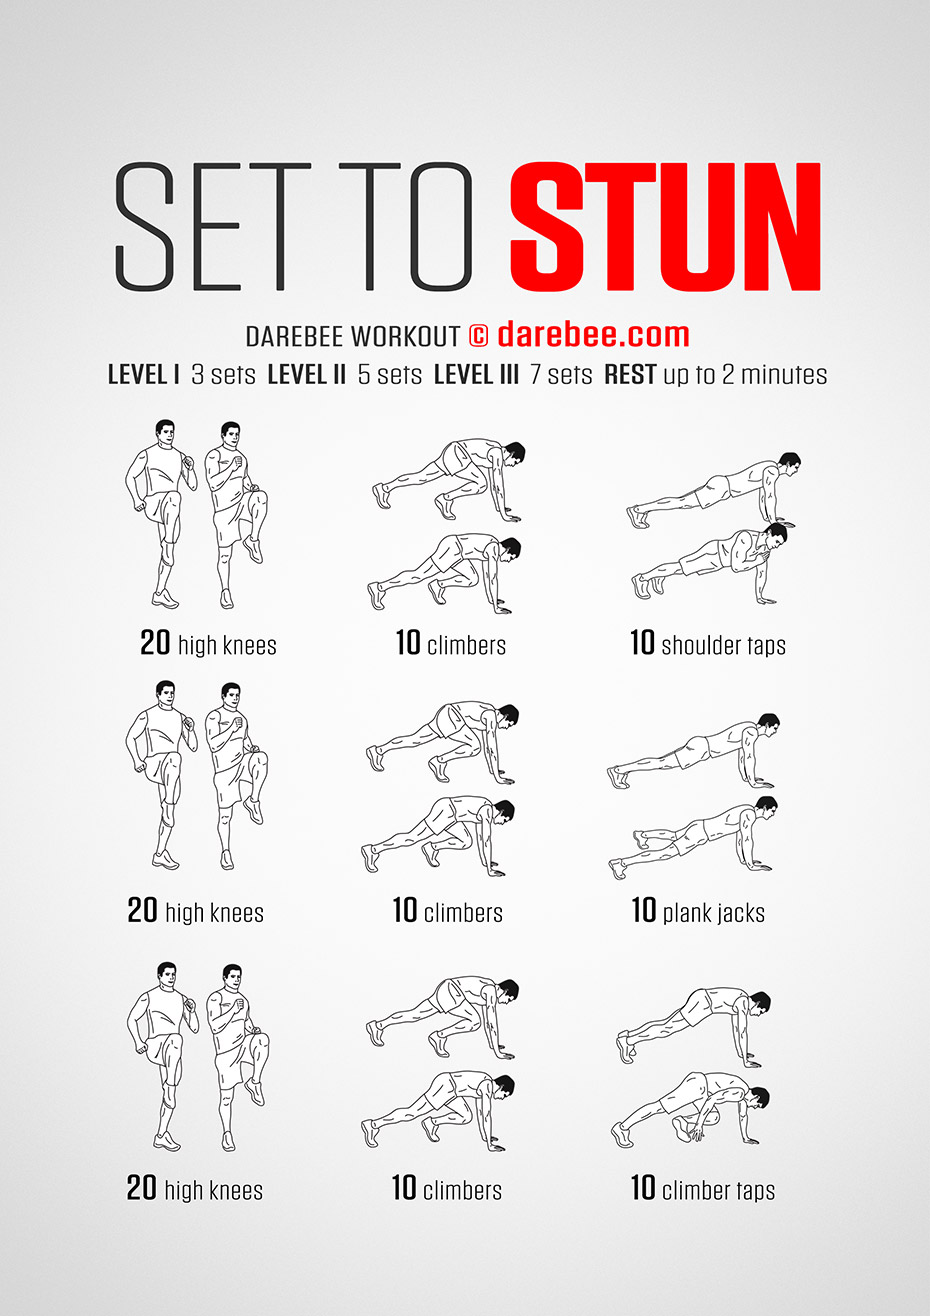 SET TO STUN
DAREBEE WORKOUT © darebee.com
LEVEL I 3 sets LEVEL II 5 sets LEVEL III 7 sets REST up to 2 minutes
20 high knees
10 climbers
10 shoulder taps
20 high knees
10 climbers
10 plank jacks
20 high knees
10 climbers
10 climber taps